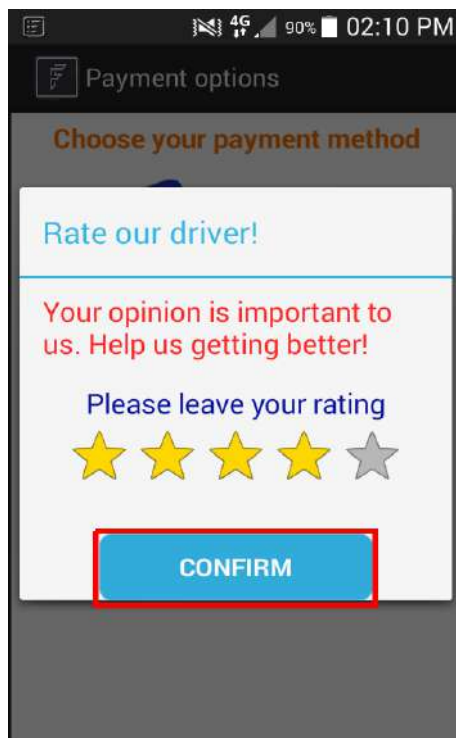 4G 90% 02:10 PM
Payment options
Choose your payment method
Rate our driver!
Your opinion is important to
us. Help us getting better!
Please leave your rating
CONFIRM